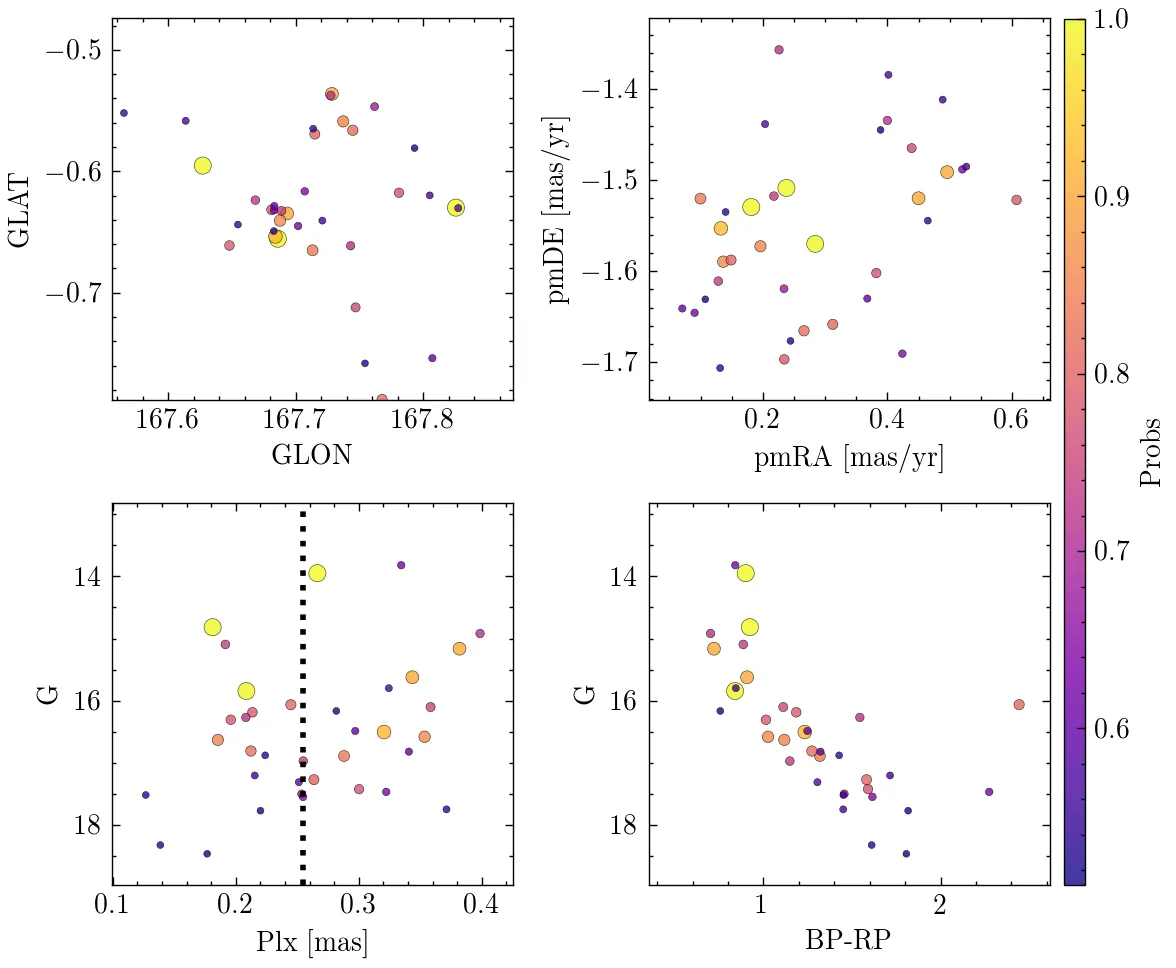 −0.5
−0.6
−0.7
GLAT
167.6 167.7 167.8
GLON
−1.4
−1.5
−1.6
−1.7
pmDE [mas/yr]
0.2 0.4 0.6
pmRA [mas/yr]
1.0
0.9
0.8
0.7
0.6
Probs
14
16
18
G
0.1 0.2 0.3 0.4
Plx [mas]
14
16
18
G
1 2
BP-RP